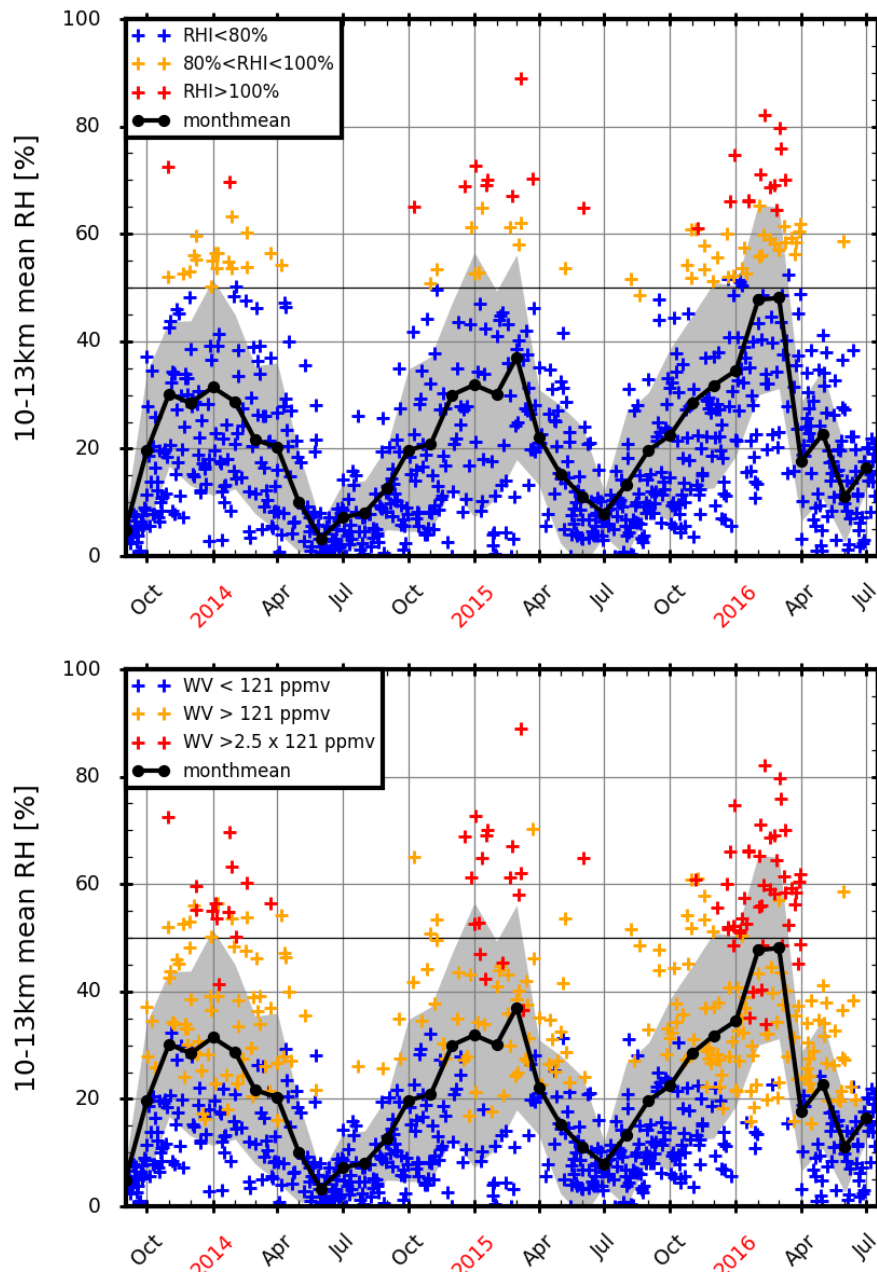 100
RHI<80%
80%<RHI<100%
RHI>100%
monthmean
80
60
40
20
0
10-13km mean RH [%]
Oct 2014 Apr Jul Oct 2015 Apr Jul Oct 2016 Apr Jul
100
WV < 121 ppmv
WV > 121 ppmv
WV >2.5 x 121 ppmv
monthmean
80
60
40
20
0
10-13km mean RH [%]
Oct 2014 Apr Jul Oct 2015 Apr Jul Oct 2016 Apr Jul